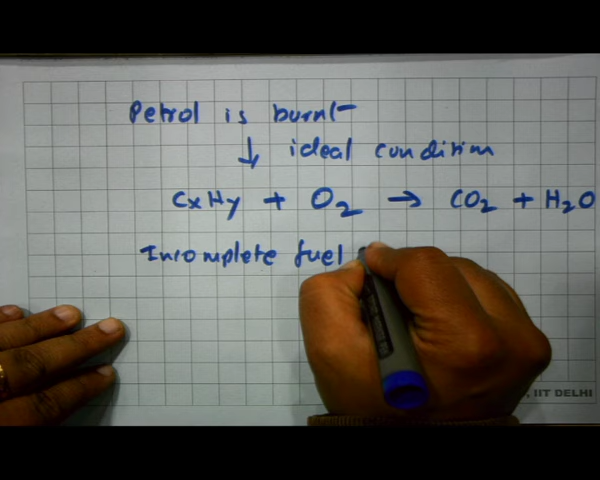 Petrol is burnt
↓ ideal condition
CxHy + O2 → CO2 + H2O
Incomplete fuel
, IIT DELHI